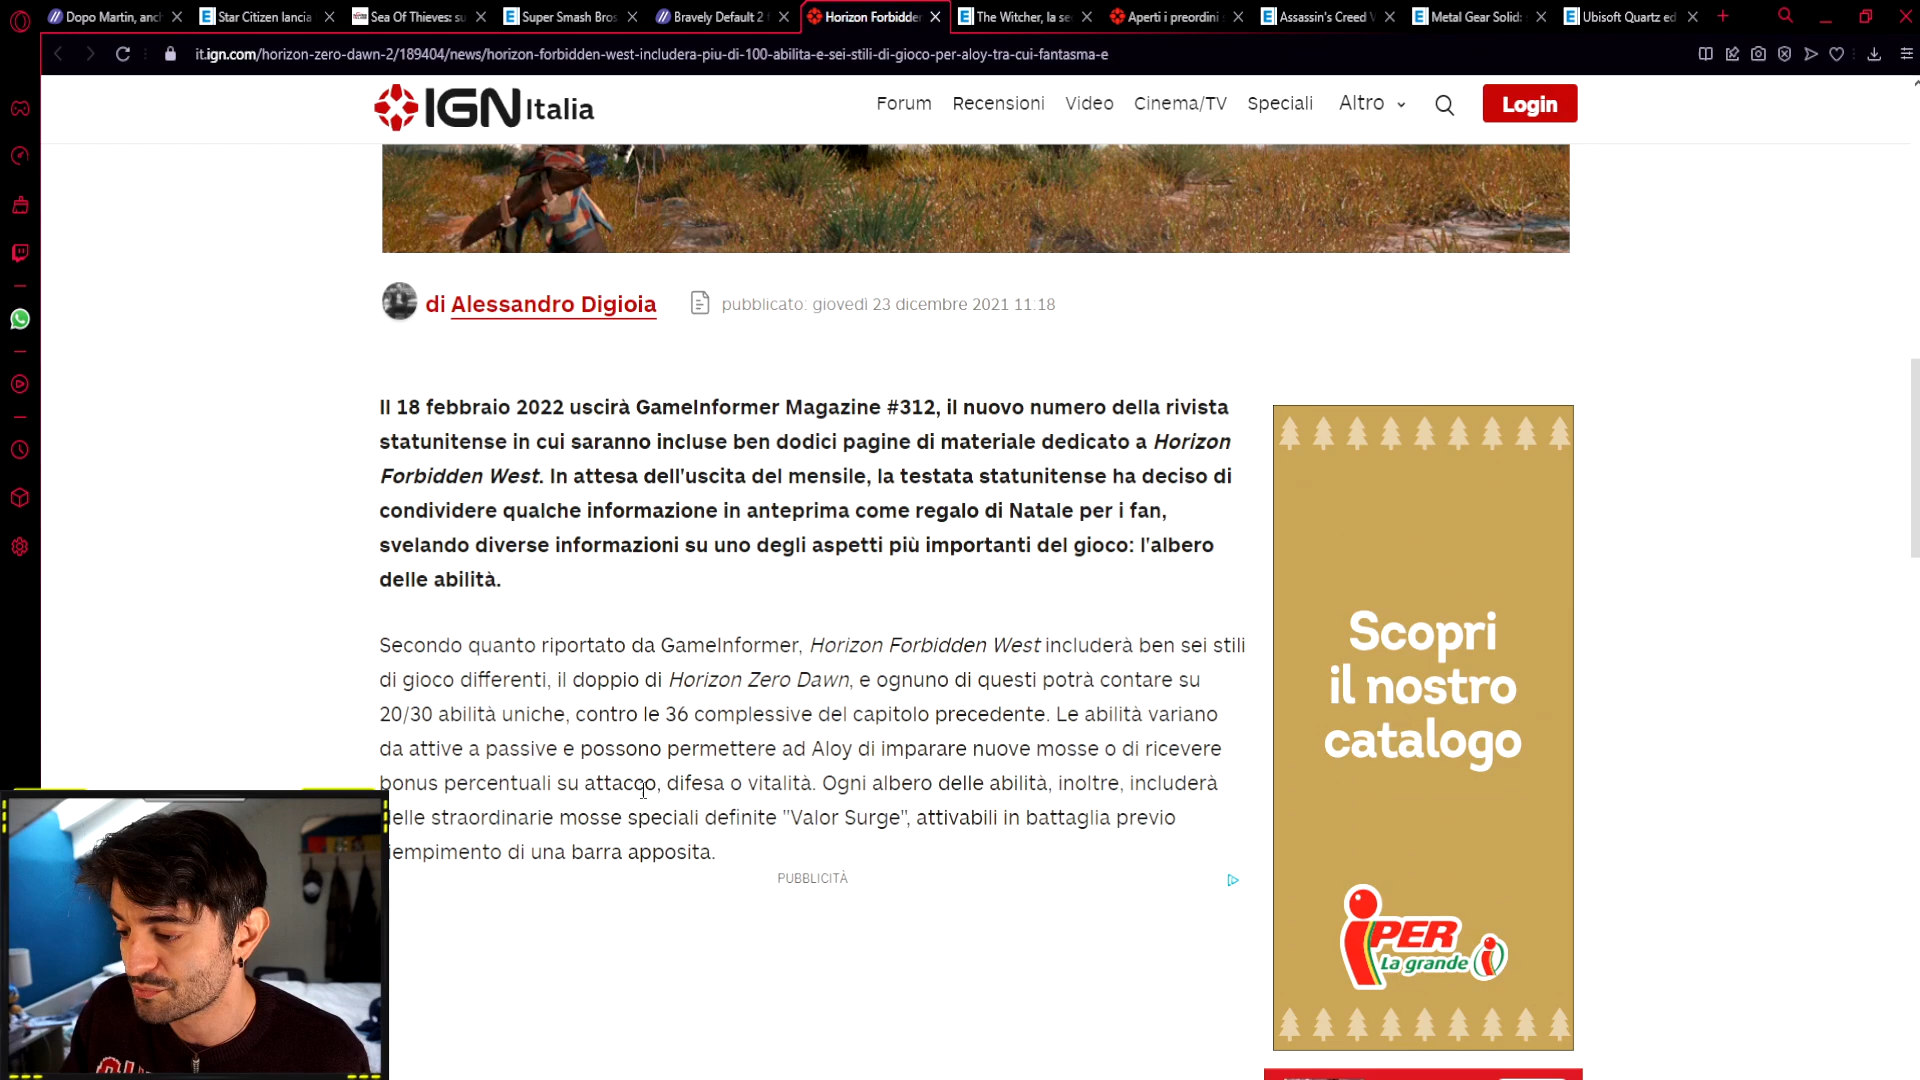 Dopo Martin, anch
Star Citizen lancia
Sea Of Thieves: su
Super Smash Bros
Bravely Default 2
Horizon Forbidden
The Witcher, la se
Aperti i preordini
Assassin's Creed V
Metal Gear Solid:
Ubisoft Quartz ed
it.ign.com/horizon-zero-dawn-2/189404/news/horizon-forbidden-west-includera-piu-di-100-abilita-e-sei-stili-di-gioco-per-aloy-tra-cui-fantasma-e
IGN Italia
Forum Recensioni Video Cinema/TV Speciali Altro
Login
di Alessandro Digioia
pubblicato: giovedì 23 dicembre 2021 11:18
Il 18 febbraio 2022 uscirà GameInformer Magazine #312, il nuovo numero della rivista
statunitense in cui saranno incluse ben dodici pagine di materiale dedicato a Horizon
Forbidden West. In attesa dell'uscita del mensile, la testata statunitense ha deciso di
condividere qualche informazione in anteprima come regalo di Natale per i fan,
svelando diverse informazioni su uno degli aspetti più importanti del gioco: l'albero
delle abilità.
Secondo quanto riportato da GameInformer, Horizon Forbidden West includerà ben sei stili
di gioco differenti, il doppio di Horizon Zero Dawn, e ognuno di questi potrà contare su
20/30 abilità uniche, contro le 36 complessive del capitolo precedente. Le abilità variano
da attive a passive e possono permettere ad Aloy di imparare nuove mosse o di ricevere
bonus percentuali su attacco, difesa o vitalità. Ogni albero delle abilità, inoltre, includerà
elle straordinarie mosse speciali definite "Valor Surge", attivabili in battaglia previo
iempimento di una barra apposita.
PUBBLICITÀ
Scopri
il nostro
catalogo
iPER
La grande i